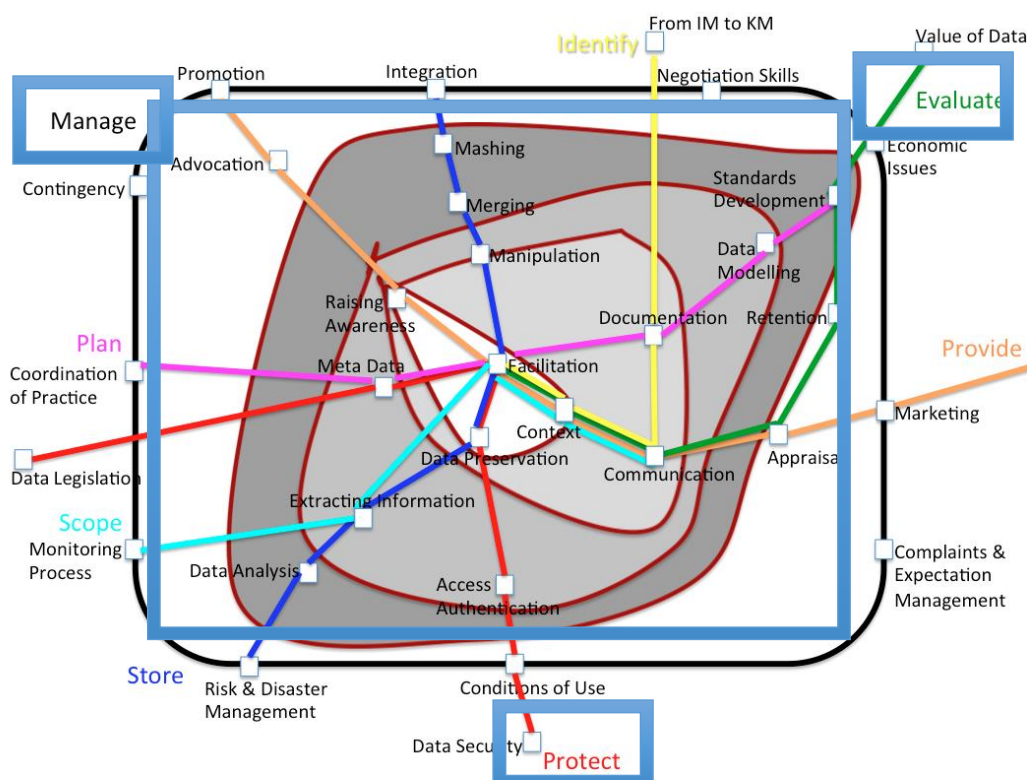 From IM to KM
Identify
Value of Data
Promotion
Integration
Negotiation Skills
Evaluate
Manage
Mashing
Economic
Issues
Advocation
Standards
Development
Contingency
Merging
Data
Modelling
Manipulation
Raising
Awareness
Documentation
Retention
Plan
Provide
Meta Data
Facilitation
Coordination
of Practice
Marketing
Context
Data Preservation
Communication
Appraisa
Data Legislation
Extracting Information
Scope
Monitoring
Process
Complaints &
Expectation
Management
Data Analysis
Access
Authentication
Store
Risk & Disaster
Management
Conditions of Use
Data Security
Protect